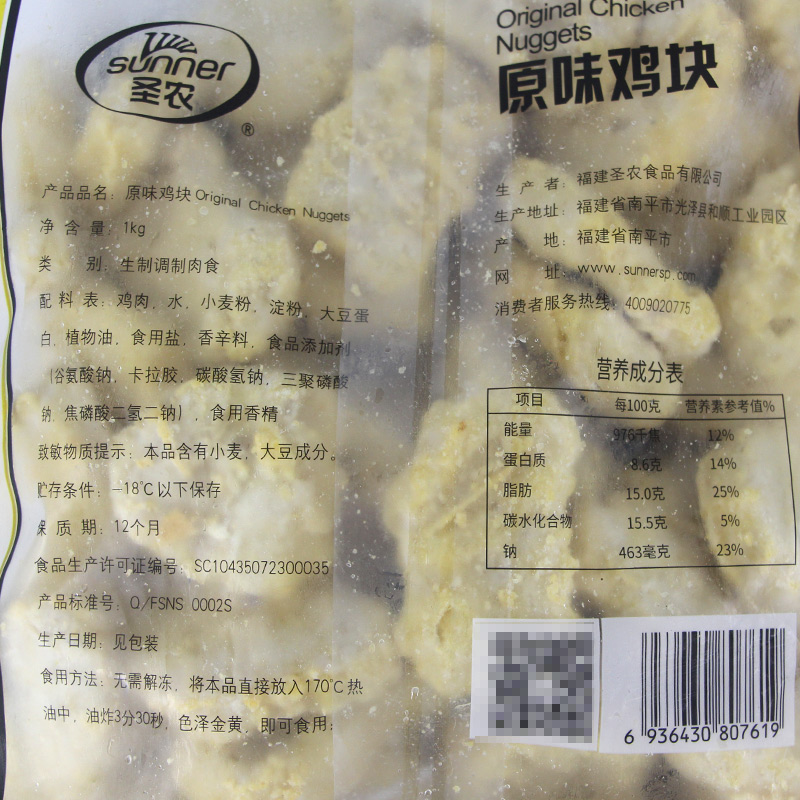 sunner
圣农
®
Original Chicken
Nuggets
原味鸡块
产品品名：原味鸡块 Original Chicken Nuggets
净 含 量：1kg
类 别：生制调制肉食
配 料 表：鸡肉，水，小麦粉，淀粉，大豆蛋
白，植物油，食用盐，香辛料，食品添加剂
（谷氨酸钠，卡拉胶，碳酸氢钠，三聚磷酸
钠，焦磷酸二氢二钠），食用香精
致敏物质提示：本品含有小麦，大豆成分。
贮存条件：-18℃以下保存
保 质 期：12个月
食品生产许可证编号：SC10435072300035
产品标准号：Q/FSNS 0002S
生产日期：见包装
食用方法：无需解冻，将本品直接放入170℃热
油中，油炸3分30秒，色泽金黄，即可食用；
生 产 者：福建圣农食品有限公司
生产地址：福建省南平市光泽县和顺工业园区
产 地：福建省南平市
网 址：www.sunnersp.com
消费者服务热线：4009020775
营养成分表
项目 每100克 营养素参考值%
能量 976千焦 12%
蛋白质 8.6克 14%
脂肪 15.0克 25%
碳水化合物 15.5克 5%
钠 463毫克 23%
6 936430 807619